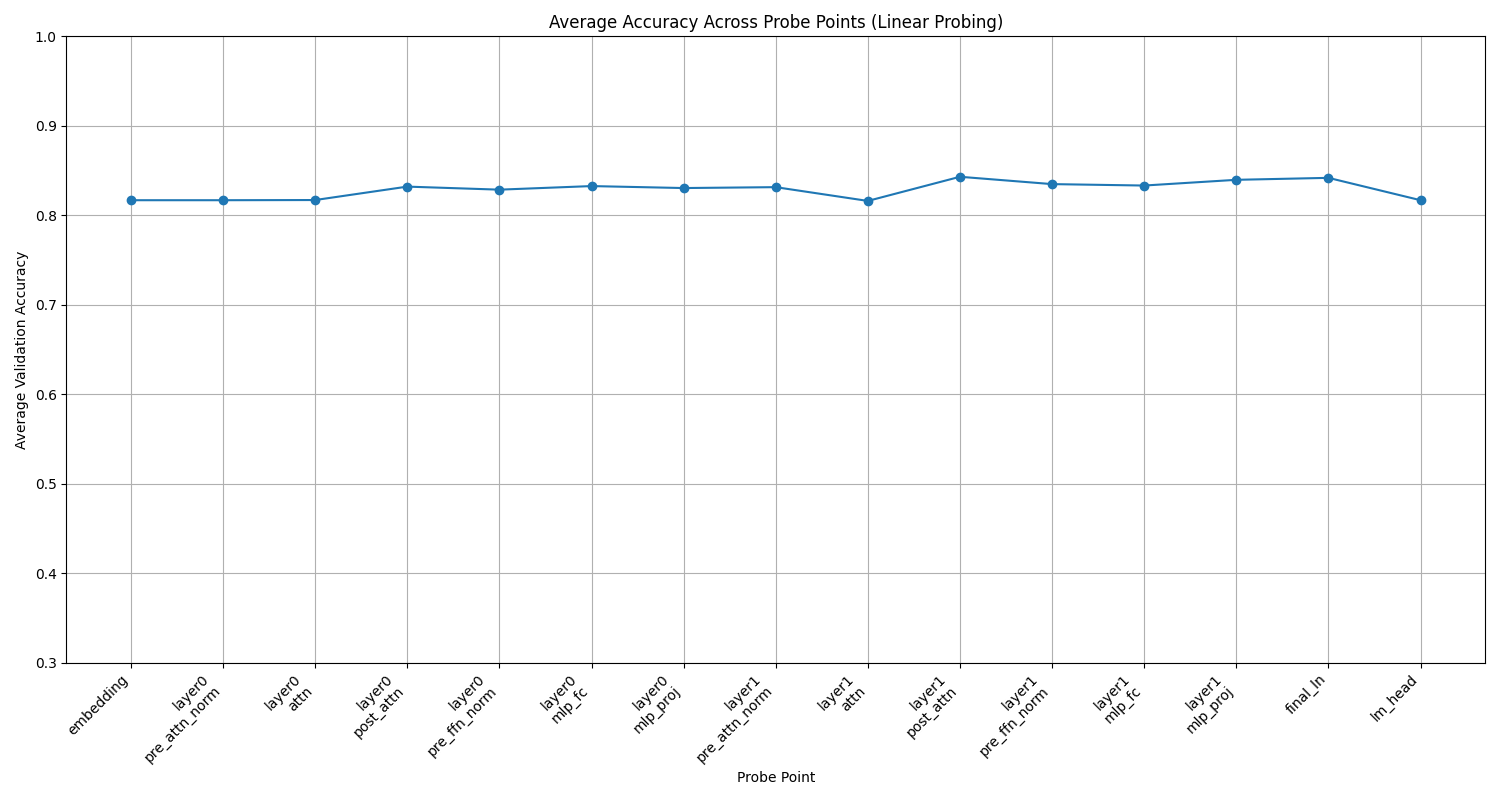 Average Accuracy Across Probe Points (Linear Probing)
1.0
0.9
0.8
0.7
0.6
0.5
0.4
0.3
Average Validation Accuracy
embedding
layer0
pre_attn_norm
layer0
attn
layer0
post_attn
layer0
pre_ffn_norm
layer0
mlp_fc
layer0
mlp_proj
layer1
pre_attn_norm
layer1
attn
layer1
post_attn
layer1
pre_ffn_norm
layer1
mlp_fc
layer1
mlp_proj
final_ln
lm_head
Probe Point